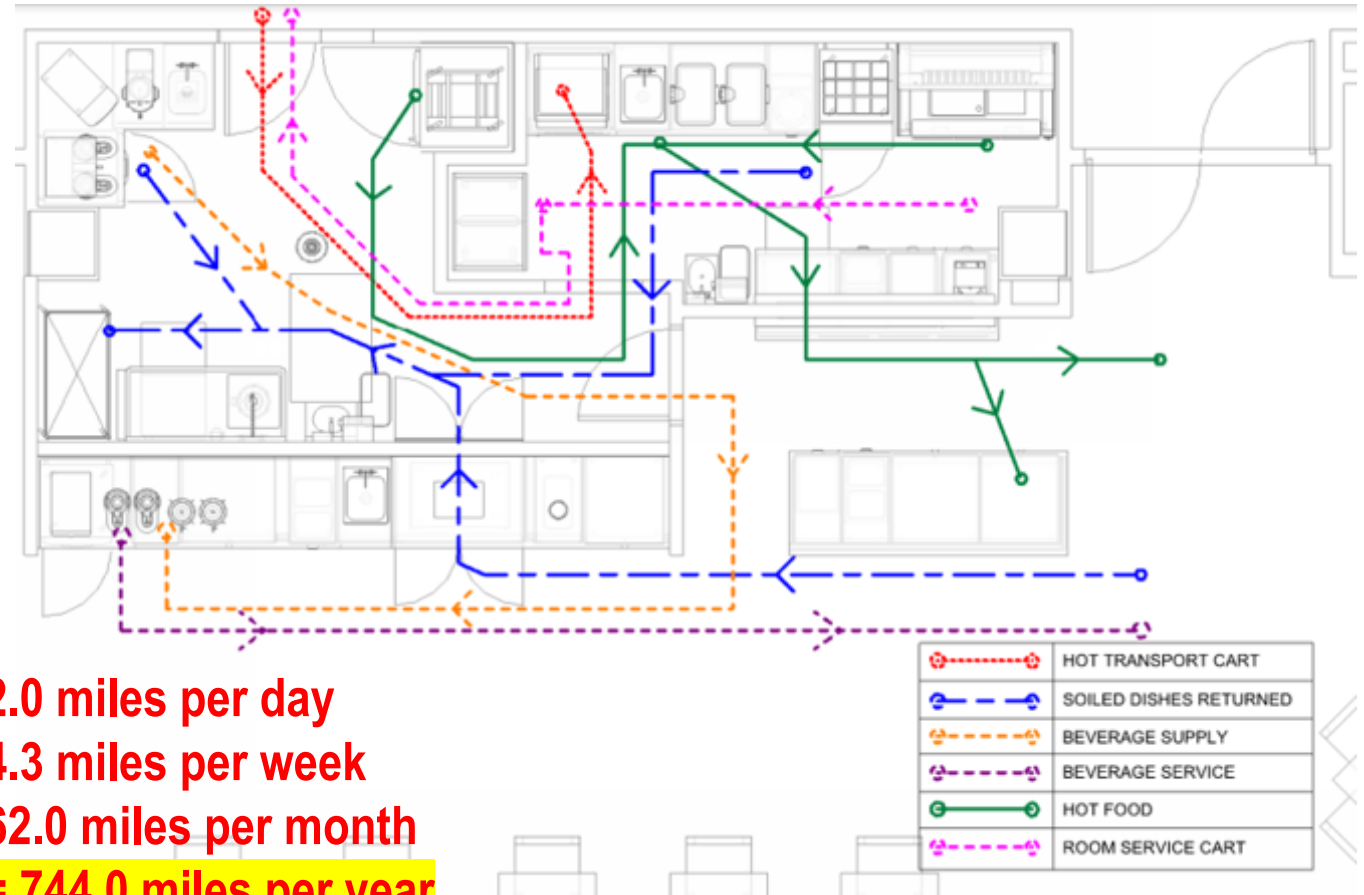 2.0 miles per day
4.3 miles per week
62.0 miles per month
= 744.0 miles per year
HOT TRANSPORT CART
SOILED DISHES RETURNED
BEVERAGE SUPPLY
BEVERAGE SERVICE
HOT FOOD
ROOM SERVICE CART